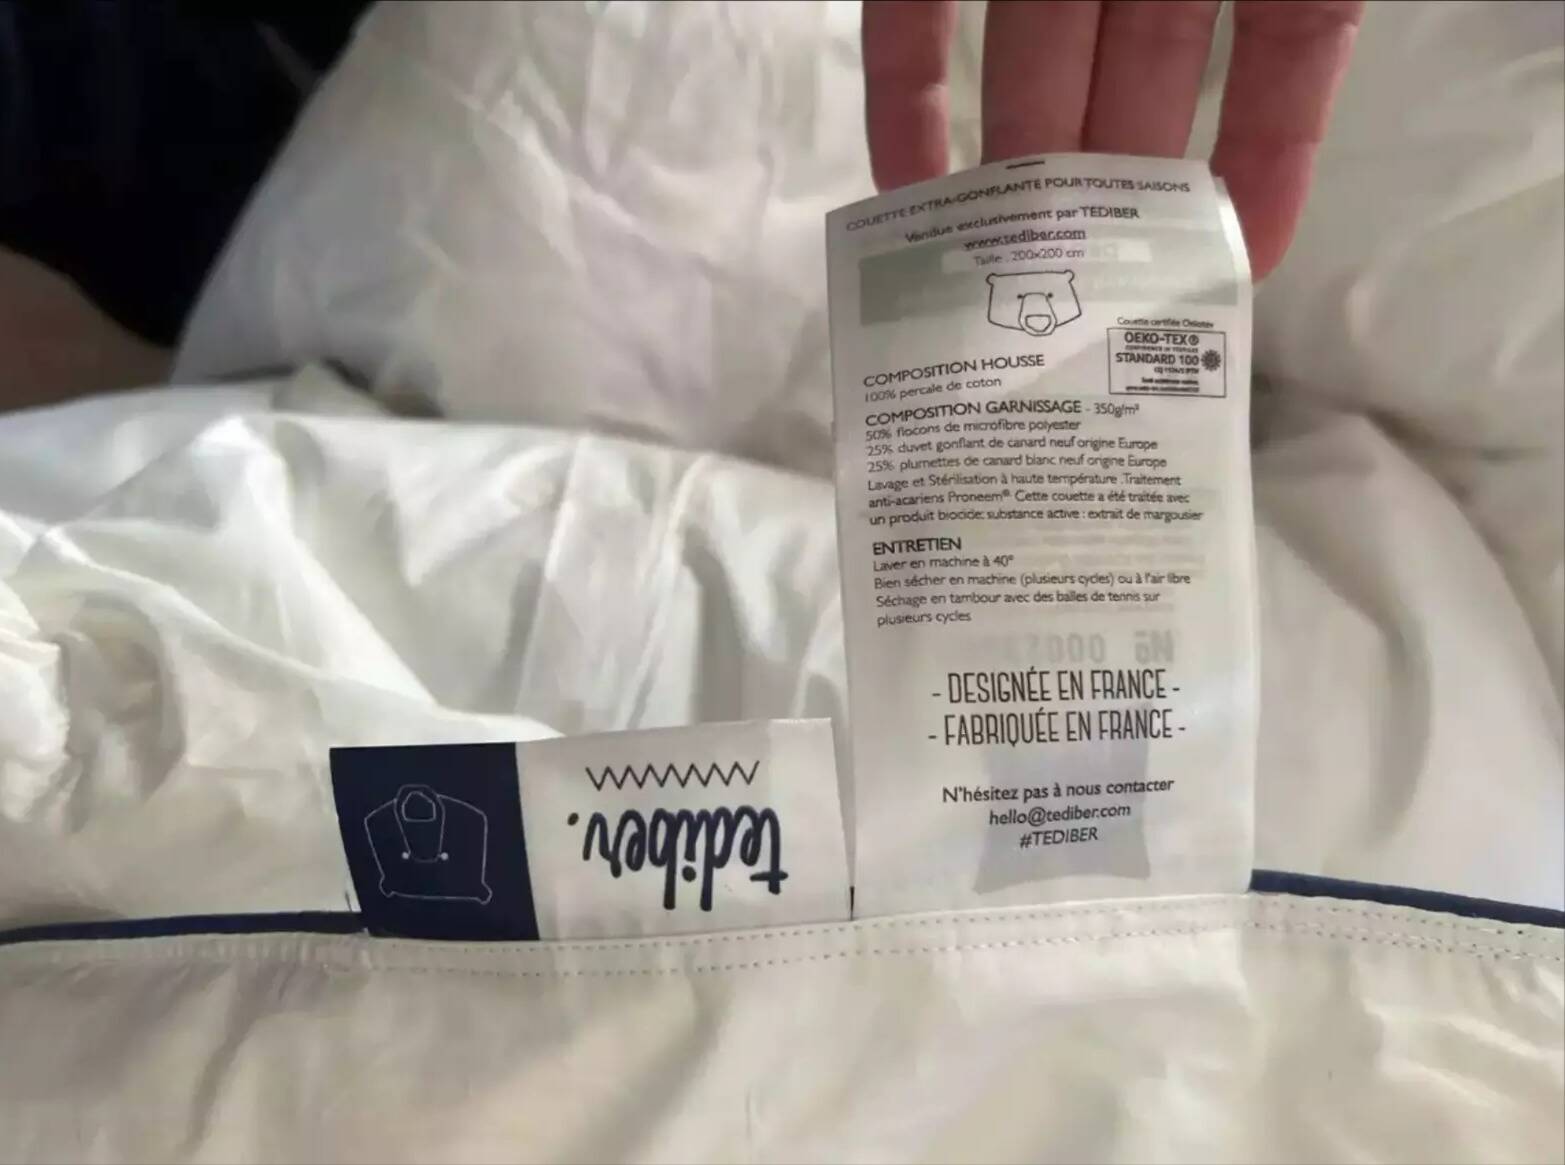 COUETTE EXTRA-GONFLANTE POUR TOUTES SAISONS
Vendue exclusivement par TEDIBER
www.tediber.com
Taille : 200x200 cm
Couette certifiée Oekotex
OEKO-TEX®
STANDARD 100
COMPOSITION HOUSSE
100% percale de coton
COMPOSITION GARNISSAGE - 350g/m²
50% flocons de microfibre polyester
25% duvet gonflant de canard neuf origine Europe
25% plumettes de canard blanc neuf origine Europe
Lavage et Stérilisation à haute température .Traitement
anti-acariens Proneem® Cette couette a été traitée avec
un produit biocide; substance active : extrait de margousier
ENTRETIEN
Laver en machine à 40°
Bien sécher en machine (plusieurs cycles) ou à l'air libre
Séchage en tambour avec des balles de tennis sur
plusieurs cycles
- DESIGNÉE EN FRANCE -
- FABRIQUÉE EN FRANCE -
N'hésitez pas à nous contacter
hello@tediber.com
#TEDIBER
tediber.